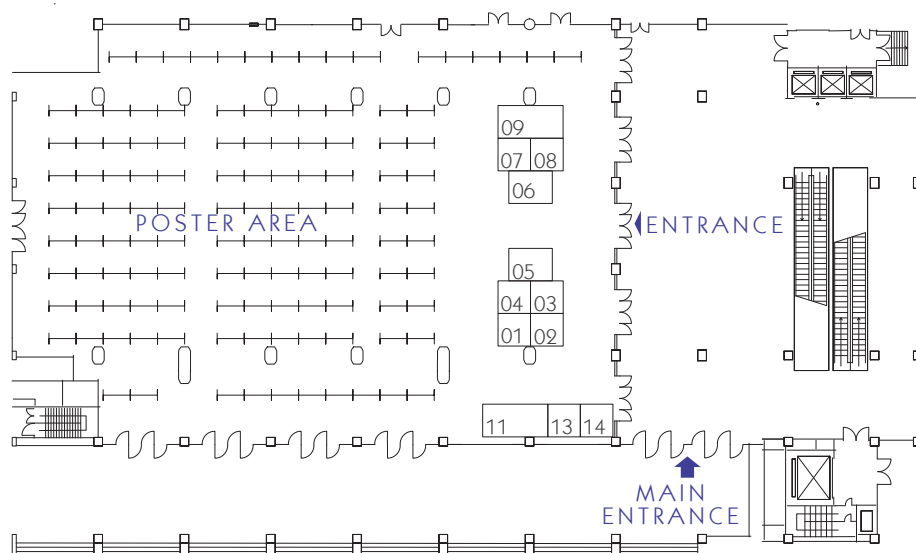 09
07 08
06
POSTER AREA
ENTRANCE
05
04 03
01 02
11 13 14
MAIN
ENTRANCE